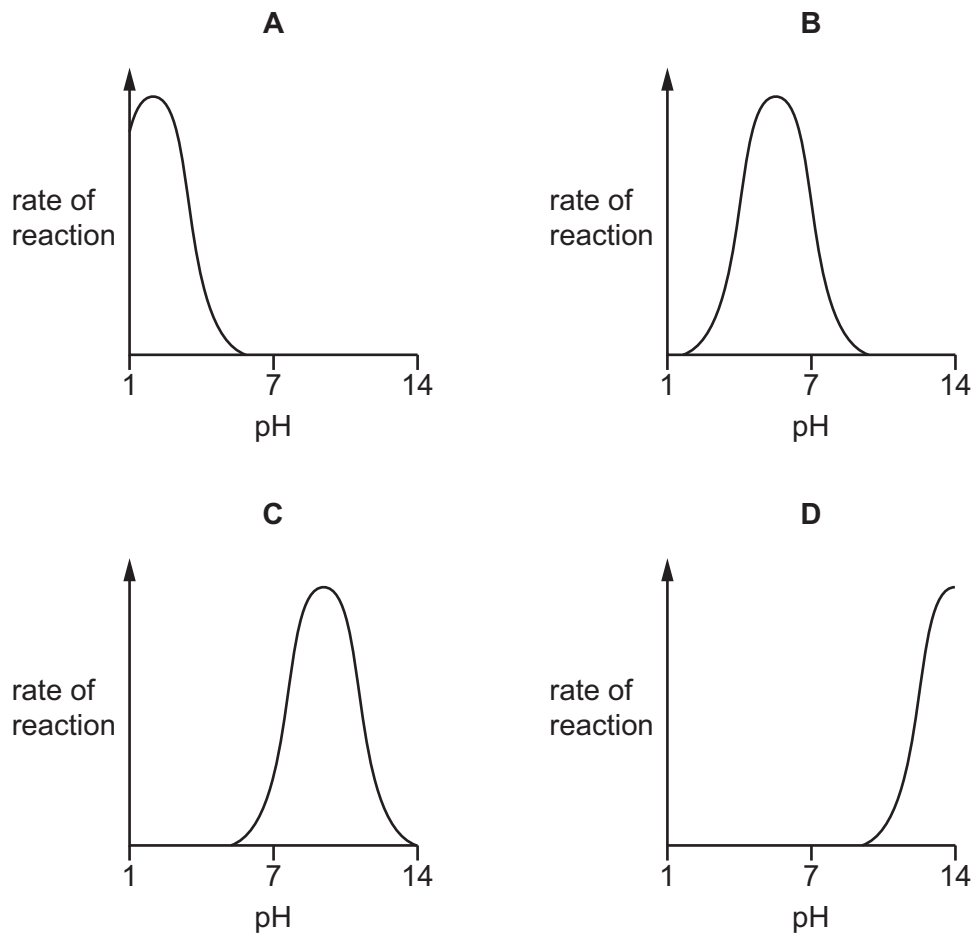 A
rate of
reaction
1 7 14
pH
B
rate of
reaction
1 7 14
pH
C
rate of
reaction
1 7 14
pH
D
rate of
reaction
1 7 14
pH